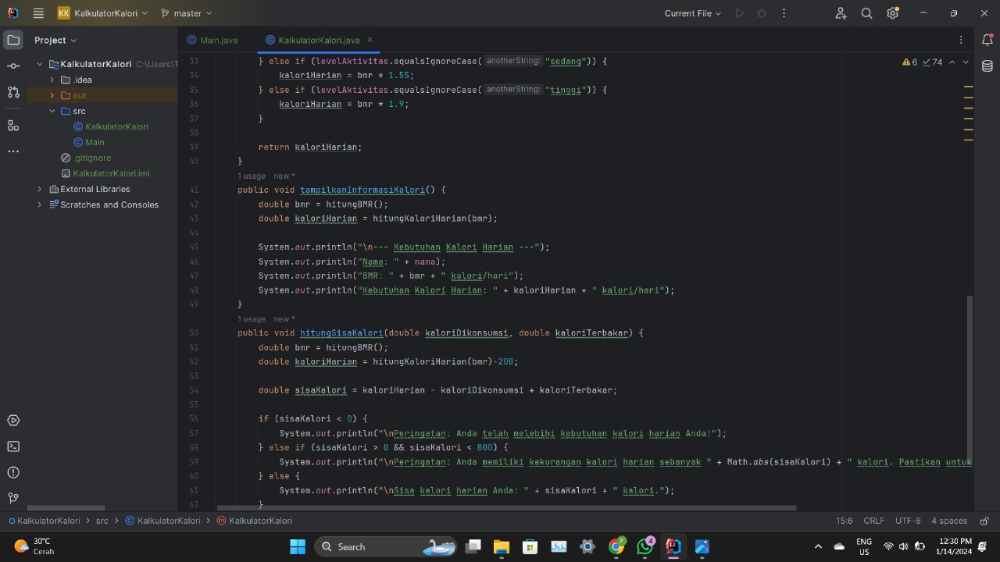 KK KalkulatorKalori master Current File
Project
Main.java KalkulatorKalori.java
KalkulatorKalori C:\Users\T
.idea
out
src
KalkulatorKalori
Main
.gitignore
KalkulatorKalori.iml
External Libraries
Scratches and Consoles
6 74
33 } else if (levelAktivitas.equalsIgnoreCase( anotherString: "sedang")) {
34 kaloriHarian = bmr * 1.55;
35 } else if (levelAktivitas.equalsIgnoreCase( anotherString: "tinggi")) {
36 kaloriHarian = bmr * 1.9;
37 }
38
39 return kaloriHarian;
40 }
1 usage new *
41 public void tampilkanInformasiKalori() {
42 double bmr = hitungBMR();
43 double kaloriHarian = hitungKaloriHarian(bmr);
44
45 System.out.println("\n--- Kebutuhan Kalori Harian ---");
46 System.out.println("Nama: " + nama);
47 System.out.println("BMR: " + bmr + " kalori/hari");
48 System.out.println("Kebutuhan Kalori Harian: " + kaloriHarian + " kalori/hari");
49 }
1 usage new *
50 public void hitungSisaKalori(double kaloriDikonsumsi, double kaloriTerbakar) {
51 double bmr = hitungBMR();
52 double kaloriHarian = hitungKaloriHarian(bmr)-200;
53
54 double sisaKalori = kaloriHarian - kaloriDikonsumsi + kaloriTerbakar;
55
56 if (sisaKalori < 0) {
57 System.out.println("\nPeringatan: Anda telah melebihi kebutuhan kalori harian Anda!");
58 } else if (sisaKalori > 0 && sisaKalori < 800) {
59 System.out.println("\nPeringatan: Anda memiliki kekurangan kalori harian sebanyak " + Math.abs(sisaKalori) + " kalori. Pastikan untuk
60 } else {
61 System.out.println("\nSisa kalori harian Anda: " + sisaKalori + " kalori.");
62 }
KalkulatorKalori > src > KalkulatorKalori > KalkulatorKalori 15:6 CRLF UTF-8 4 spaces
30°C
Cerah
Search
F
4
ENG
US
12:30 PM
1/14/2024